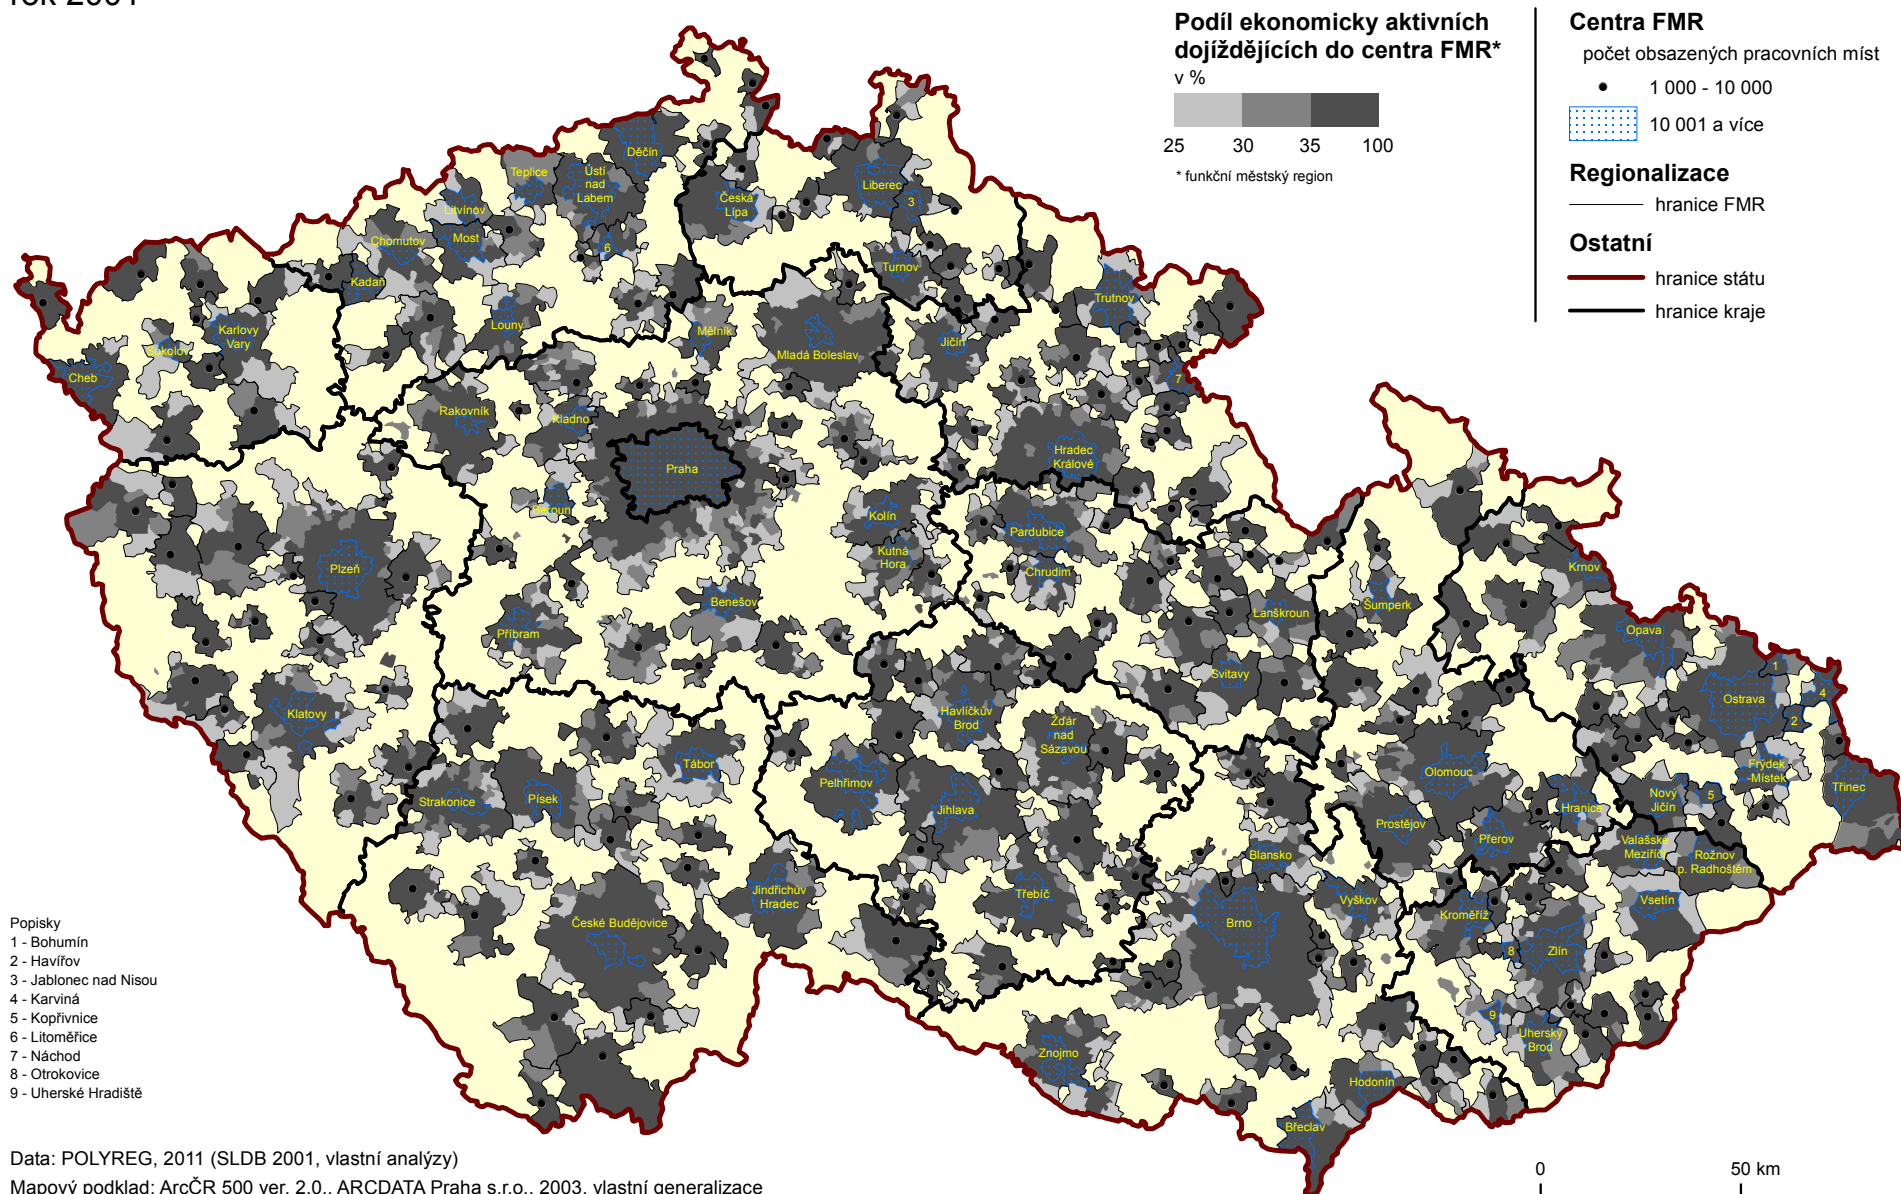 Podíl ekonomicky aktivních
dojíždějících do centra FMR*
v %
25 30 35 100
* funkční městský region
Centra FMR
počet obsazených pracovních míst
1 000 - 10 000
10 001 a více
Regionalizace
hranice FMR
Ostatní
hranice státu
hranice kraje
Děčín
Teplice
Ústí
nad
Labem
Litvínov
Most
Chomutov
Kadaň
6
Louny
Česká
Lípa
Liberec
3
Turnov
Mělník
Mladá Boleslav
Jičín
Trutnov
7
Karlovy
Vary
Sokolov
Cheb
Rakovník
Kladno
Praha
Beroun
Hradec
Králové
Kolín
Kutná
Hora
Pardubice
Chrudim
Plzeň
Příbram
Benešov
Lanškroun
Šumperk
Krnov
Opava
Svitavy
1
Ostrava
4
2
Klatovy
Havlíčkův
Brod
Žďár
nad
Sázavou
Tábor
Pelhřimov
Jihlava
Strakonice
Písek
Olomouc
Frýdek
-Místek
Třinec
Nový
Jičín
5
Hranice
Prostějov
Přerov
Valašské
Meziříčí
Rožnov
p. Radhoštěm
Blansko
Jindřichův
Hradec
Třebíč
České Budějovice
Brno
Vyškov
Kroměříž
Vsetín
8
Zlín
9
Uherský
Brod
Znojmo
Hodonín
Břeclav
Popisky
1 - Bohumín
2 - Havířov
3 - Jablonec nad Nisou
4 - Karviná
5 - Kopřivnice
6 - Litoměřice
7 - Náchod
8 - Otrokovice
9 - Uherské Hradiště
Data: POLYREG, 2011 (SLDB 2001, vlastní analýzy)
Mapový podklad: ArcČR 500 ver. 2.0., ARCDATA Praha s.r.o., 2003, vlastní generalizace
0 50 km